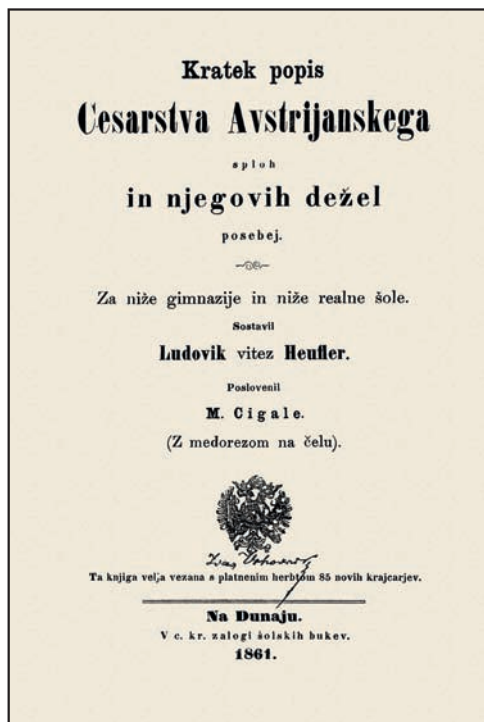 Kratek popis
Cesarstva Avstrijanskega
sploh
in njegovih dežel
posebej.
Za niže gimnazije in niže realne šole.
Sostavil
Ludovik vitez Heufler.
Poslovenil
M. Cigale.
(Z medorezom na čelu).
Ta knjiga velja vezana s platnenim herbtom 85 novih krajcarjev.
Na Dunaju.
V c. kr. zalogi šolskih bukev.
1861.